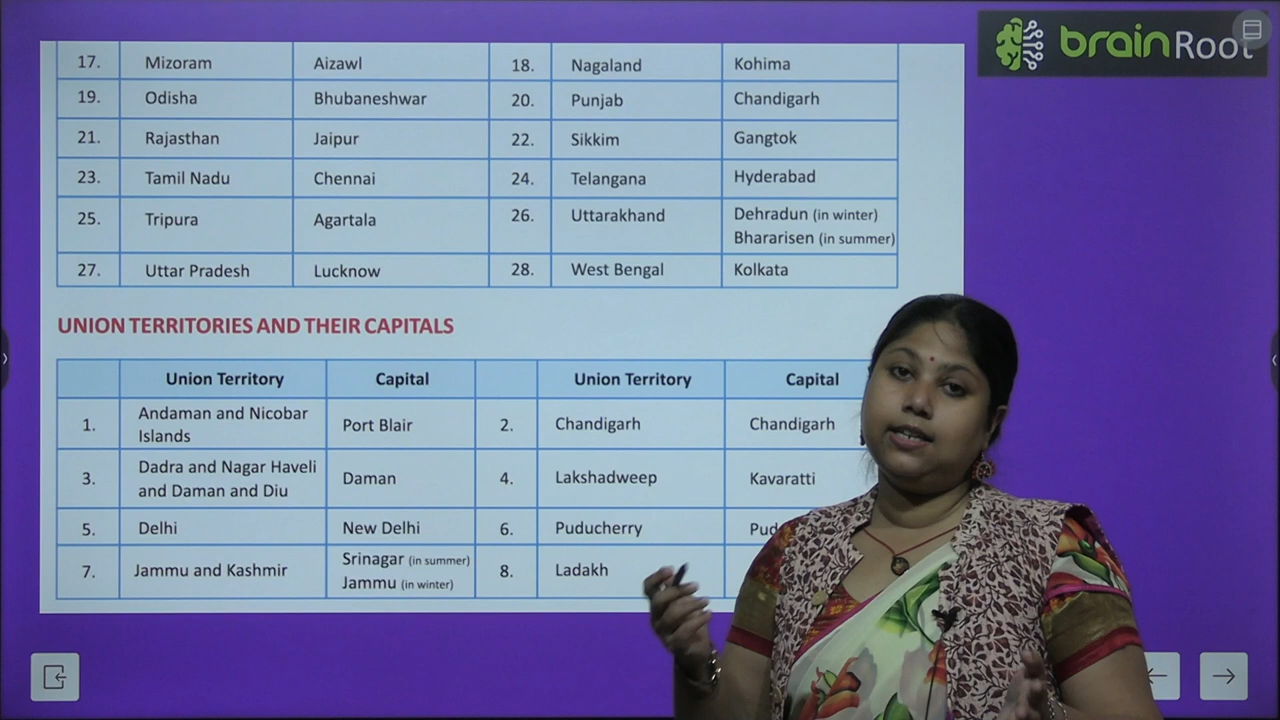 brainRoot
17. Mizoram Aizawl 18. Nagaland Kohima
19. Odisha Bhubaneshwar 20. Punjab Chandigarh
21. Rajasthan Jaipur 22. Sikkim Gangtok
23. Tamil Nadu Chennai 24. Telangana Hyderabad
25. Tripura Agartala 26. Uttarakhand Dehradun (in winter)
Bhararisen (in summer)
27. Uttar Pradesh Lucknow 28. West Bengal Kolkata
UNION TERRITORIES AND THEIR CAPITALS
Union Territory Capital Union Territory Capital
1. Andaman and Nicobar
Islands Port Blair 2. Chandigarh Chandigarh
3. Dadra and Nagar Haveli
and Daman and Diu Daman 4. Lakshadweep Kavaratti
5. Delhi New Delhi 6. Puducherry
7. Jammu and Kashmir Srinagar (in summer)
Jammu (in winter) 8. Ladakh